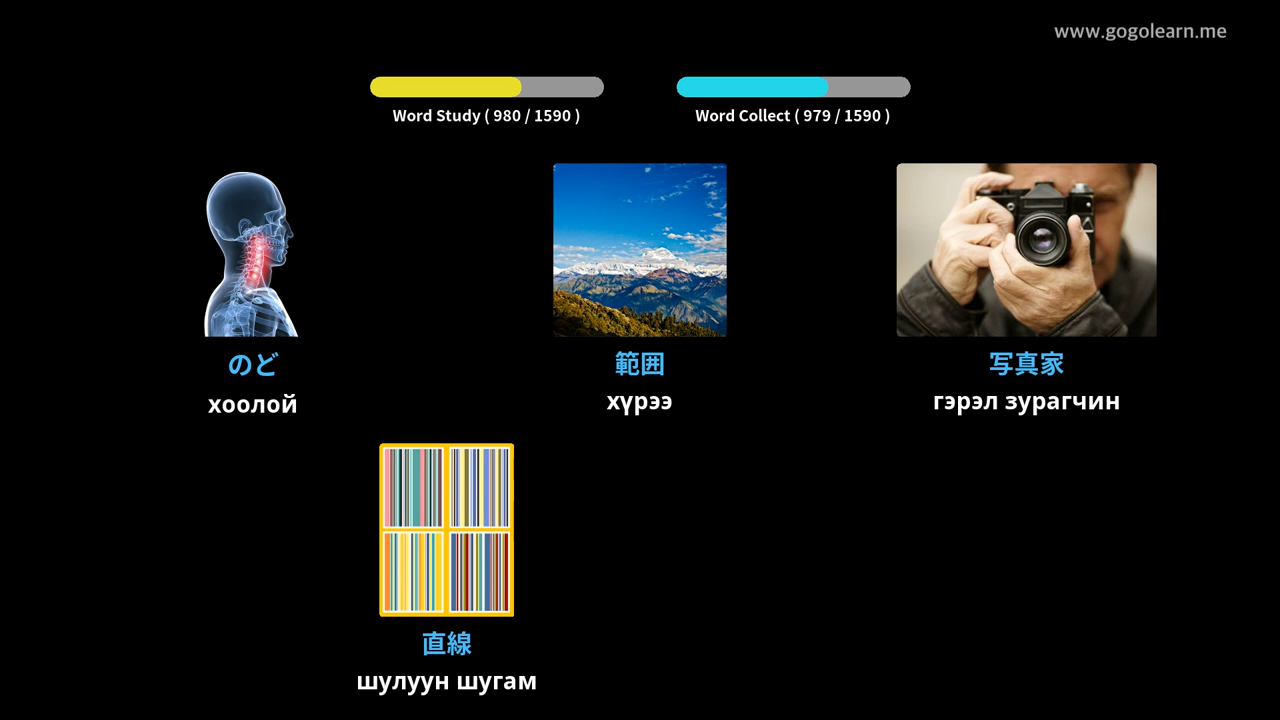 www.gogolearn.me
Word Study ( 980 / 1590 )
Word Collect ( 979 / 1590 )
のど
хоолой
範囲
хүрээ
写真家
гэрэл зурагчин
直線
шулуун шугам